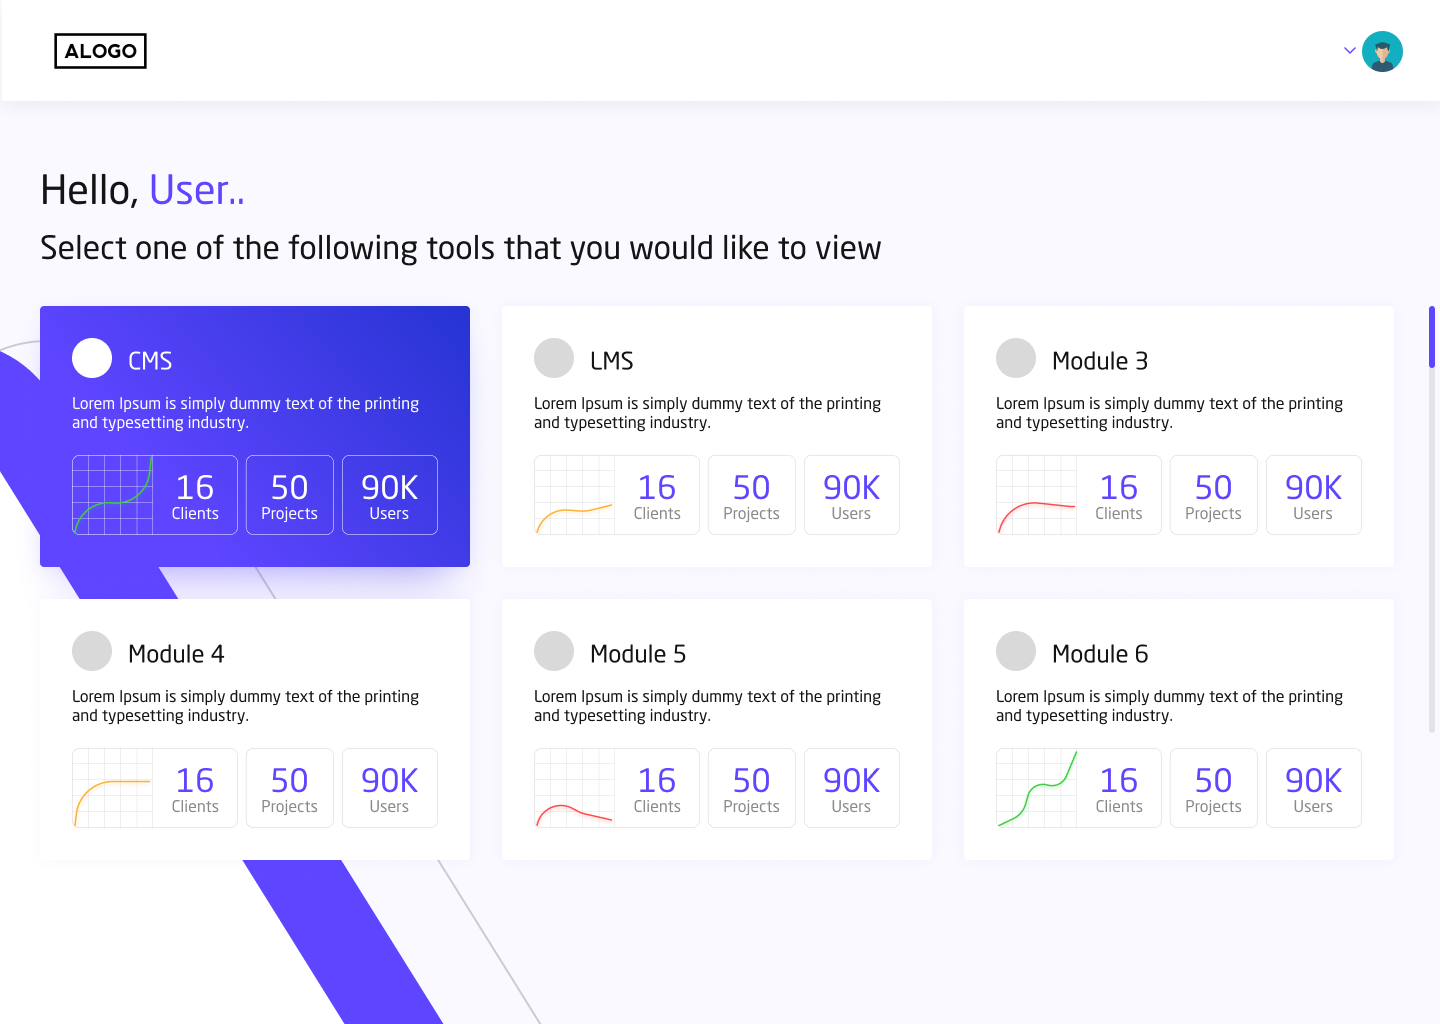 ALOGO
Hello, User..
Select one of the following tools that you would like to view
CMS
Lorem Ipsum is simply dummy text of the printing
and typesetting industry.
16
Clients
50
Projects
90K
Users
LMS
Lorem Ipsum is simply dummy text of the printing
and typesetting industry.
16
Clients
50
Projects
90K
Users
Module 3
Lorem Ipsum is simply dummy text of the printing
and typesetting industry.
16
Clients
50
Projects
90K
Users
Module 4
Lorem Ipsum is simply dummy text of the printing
and typesetting industry.
16
Clients
50
Projects
90K
Users
Module 5
Lorem Ipsum is simply dummy text of the printing
and typesetting industry.
16
Clients
50
Projects
90K
Users
Module 6
Lorem Ipsum is simply dummy text of the printing
and typesetting industry.
16
Clients
50
Projects
90K
Users